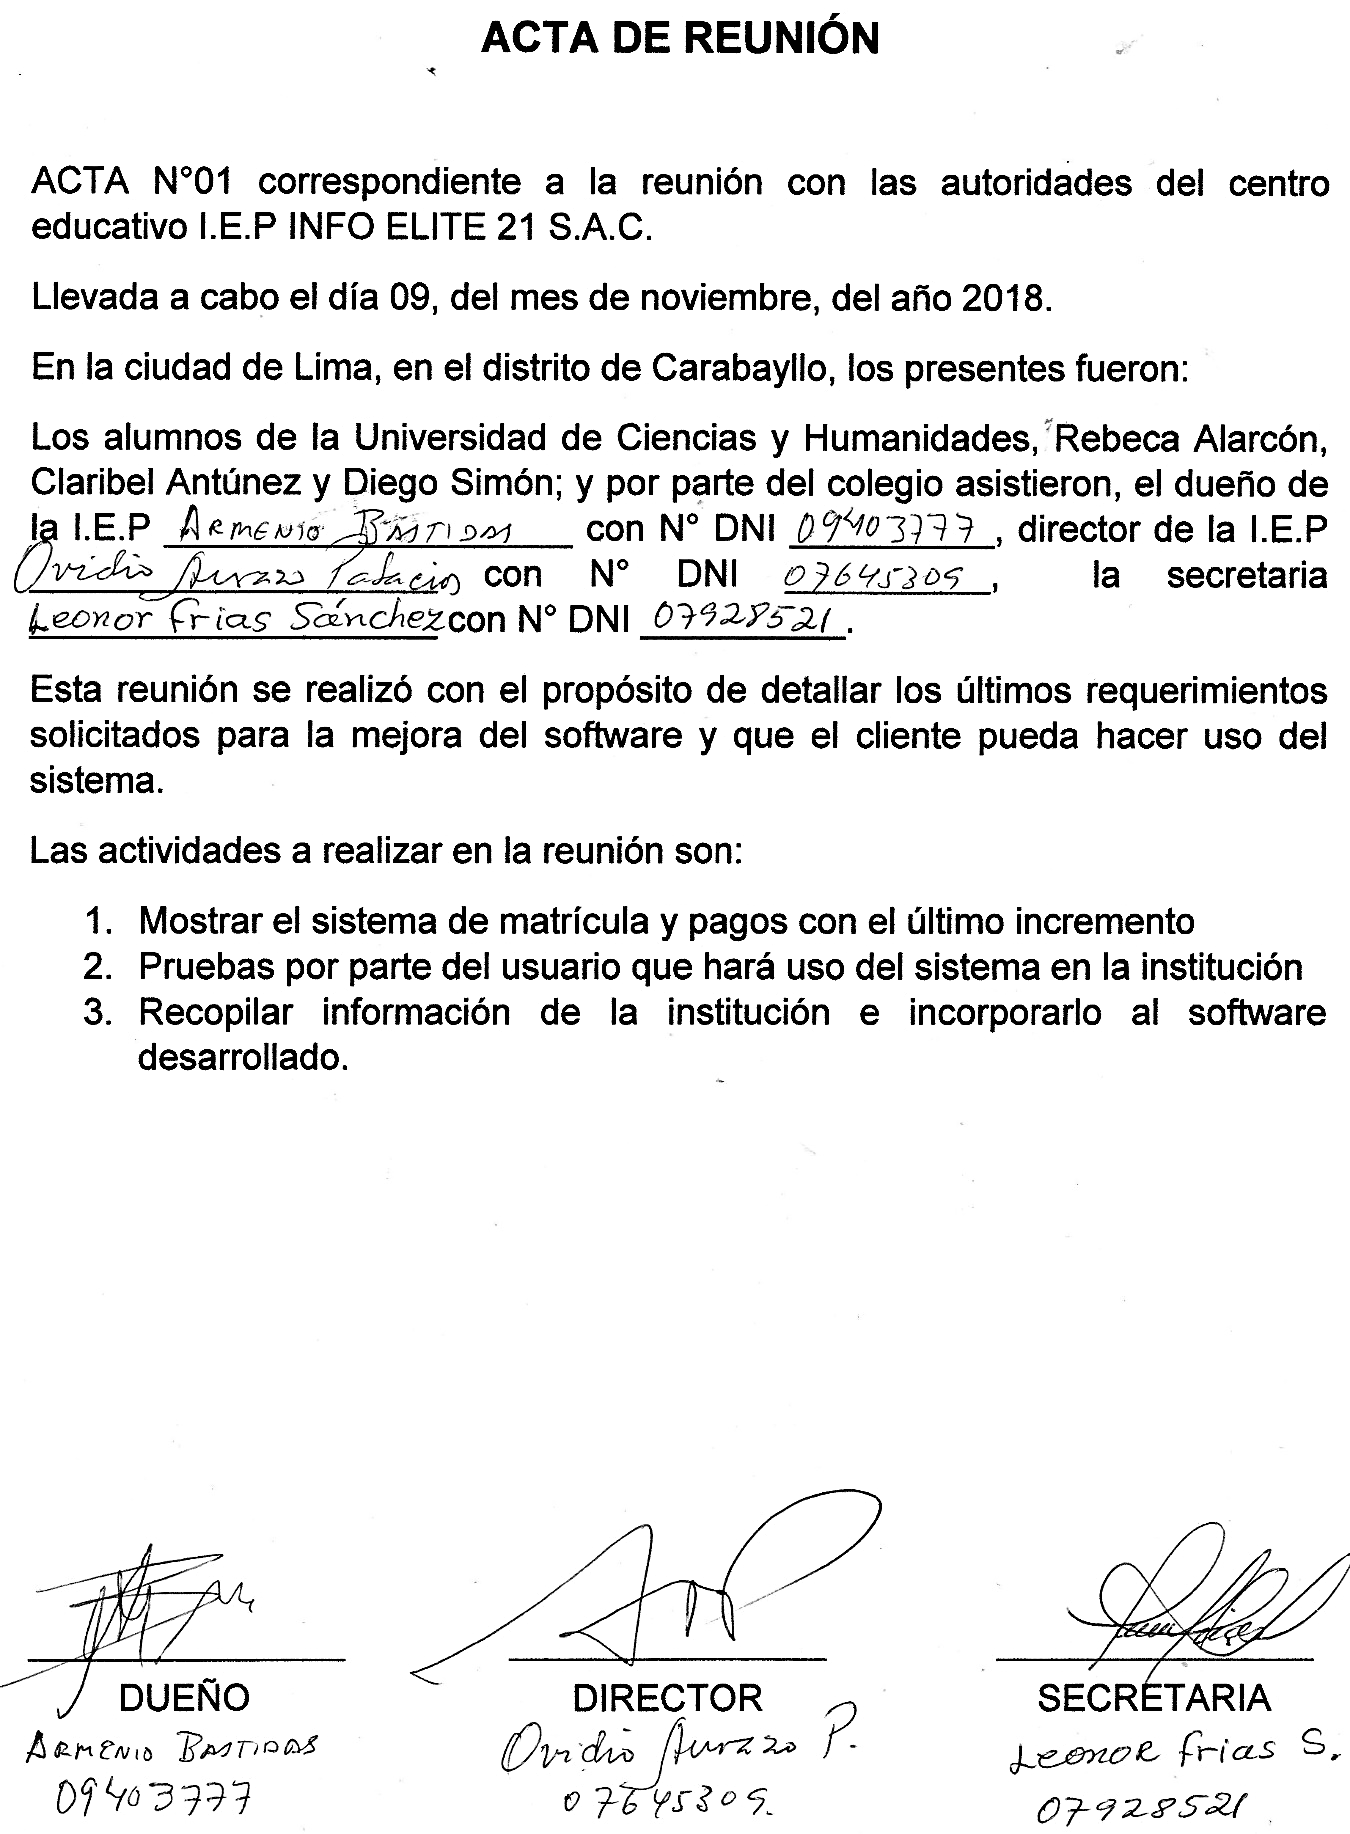 ACTA DE REUNIÓN
ACTA N°01 correspondiente a la reunión con las autoridades del centro
educativo I.E.P INFO ELITE 21 S.A.C.
Llevada a cabo el día 09, del mes de noviembre, del año 2018.
En la ciudad de Lima, en el distrito de Carabayllo, los presentes fueron:
Los alumnos de la Universidad de Ciencias y Humanidades, Rebeca Alarcón,
Claribel Antúnez y Diego Simón; y por parte del colegio asistieron, el dueño de
la I.E.P ARMENIO BASTIDAS con N° DNI 09403777, director de la I.E.P
Ovidio Aurazo Palacios con N° DNI 07645305, la secretaria
Leonor Frias Sánchez con N° DNI 07928521.
Esta reunión se realizó con el propósito de detallar los últimos requerimientos
solicitados para la mejora del software y que el cliente pueda hacer uso del
sistema.
Las actividades a realizar en la reunión son:
1. Mostrar el sistema de matrícula y pagos con el último incremento
2. Pruebas por parte del usuario que hará uso del sistema en la institución
3. Recopilar información de la institución e incorporarlo al software
desarrollado.
DUEÑO DIRECTOR SECRETARIA
ARMENIO BASTIDAS Ovidio Aurazo P. Leonor Frias S.
09403777 07645305. 07928521